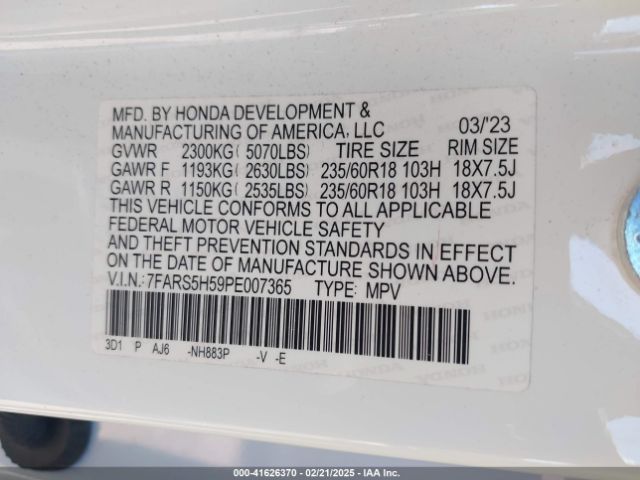 MFD. BY HONDA DEVELOPMENT &
MANUFACTURING OF AMERICA, LLC 03/'23
GVWR 2300KG( 5070LBS) TIRE SIZE RIM SIZE
GAWR F 1193KG( 2630LBS) 235/60R18 103H 18X7.5J
GAWR R 1150KG( 2535LBS) 235/60R18 103H 18X7.5J
THIS VEHICLE CONFORMS TO ALL APPLICABLE
FEDERAL MOTOR VEHICLE SAFETY
AND THEFT PREVENTION STANDARDS IN EFFECT
ON THE DATE OF MANUFACTURE SHOWN ABOVE.
V.I.N.:7FARS5H59PE007365 TYPE: MPV
3D1 P AJ6 -NH883P -V -E
000-41626370 - 02/21/2025 - IAA Inc.